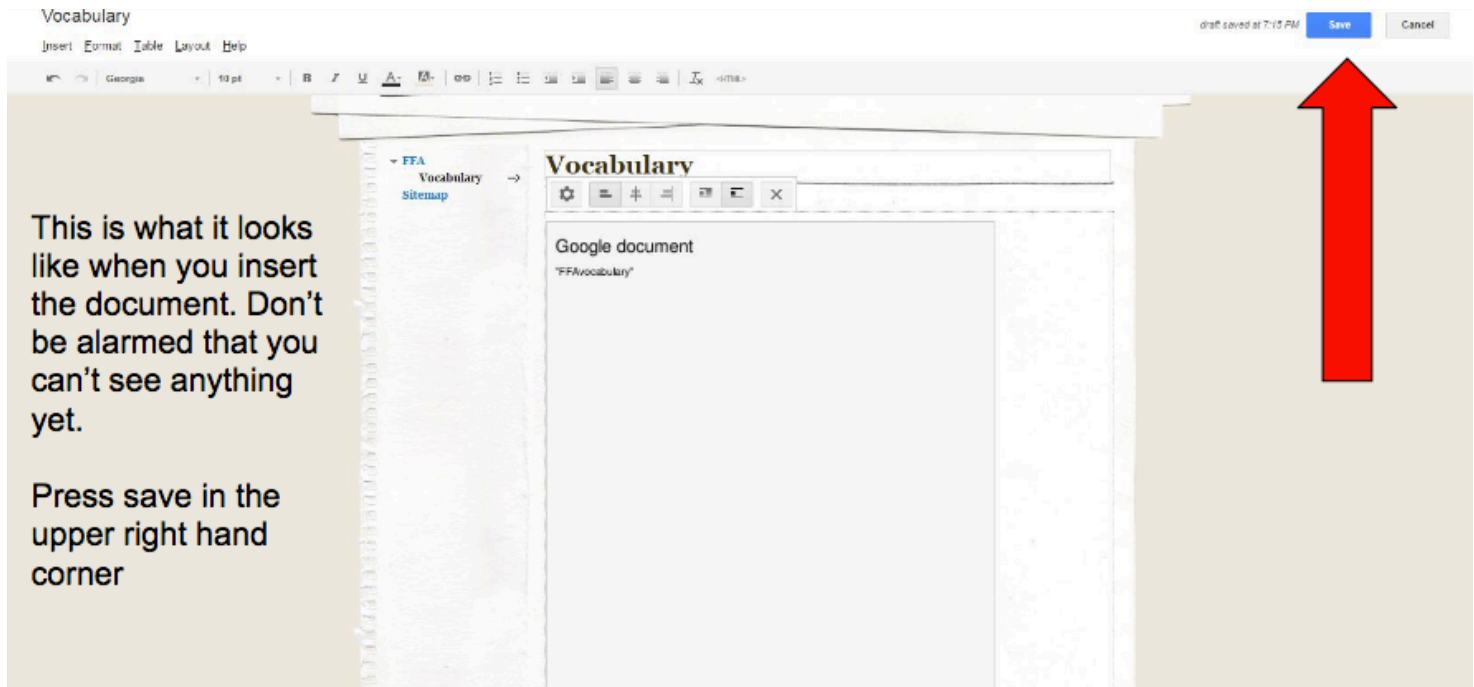 Vocabulary
draft saved at 7:15 PM Save Cancel
Insert Format Table Layout Help
Georgia 10 pt B I U A A <HTML>
FFA
Vocabulary
Sitemap
Vocabulary
Google document
"FFAvocabulary"
This is what it looks
like when you insert
the document. Don't
be alarmed that you
can't see anything
yet.
Press save in the
upper right hand
corner